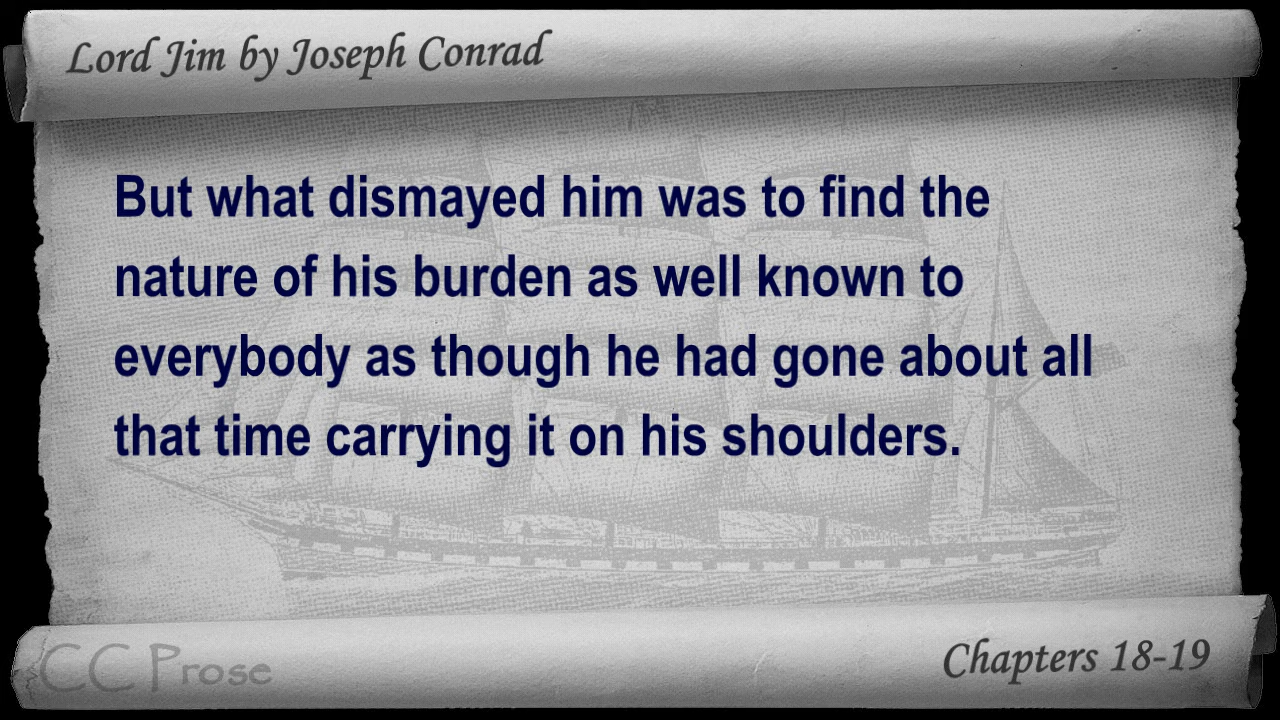 Lord Jim by Joseph Conrad
But what dismayed him was to find the
nature of his burden as well known to
everybody as though he had gone about all
that time carrying it on his shoulders.
CC Prose
Chapters 18-19